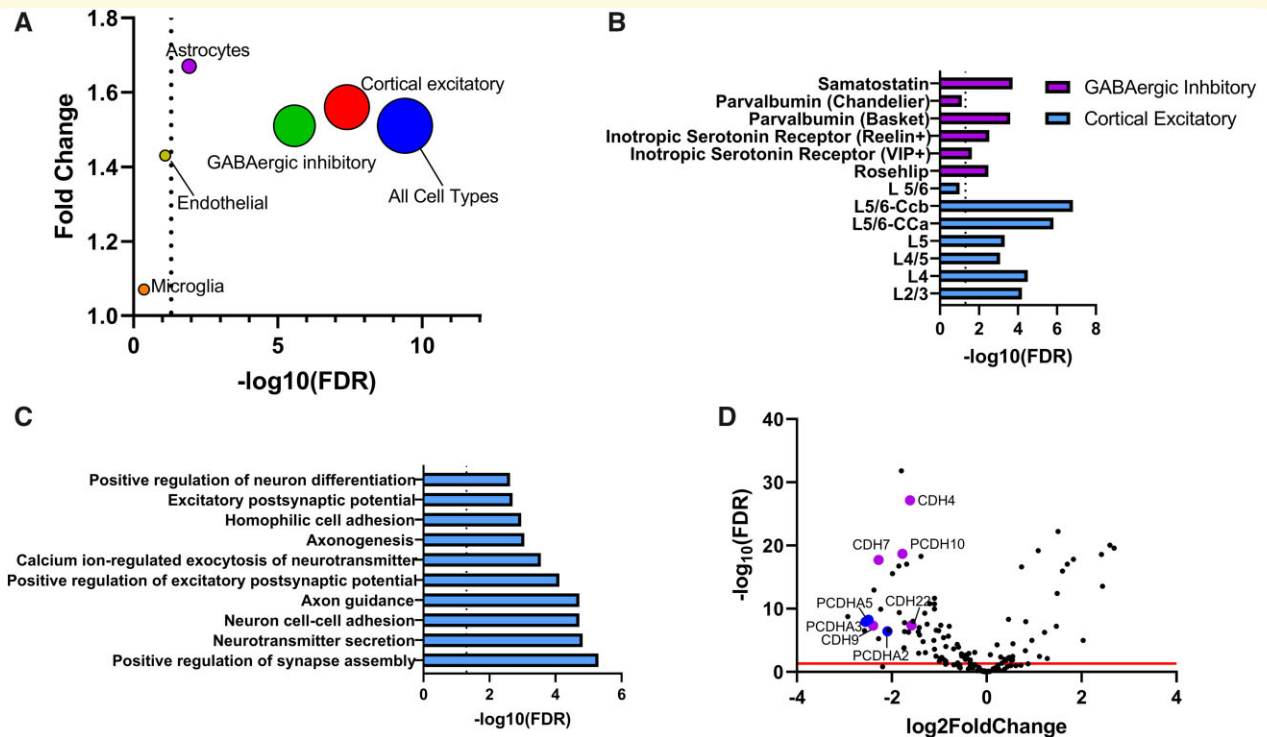 A
1.8
1.6
1.4
1.2
1.0
Fold Change
0
5
10
-log10(FDR)
Astrocytes
Cortical excitatory
GABAergic inhibitory
All Cell Types
Endothelial
Microglia
B
Samatostatin
Parvalbumin (Chandelier)
Parvalbumin (Basket)
Inotropic Serotonin Receptor (Reelin+)
Inotropic Serotonin Receptor (VIP+)
Rosehlip
L 5/6
L5/6-Ccb
L5/6-CCa
L5
L4/5
L4
L2/3
0 2 4 6 8
-log10(FDR)
GABAergic Inhbitory
Cortical Excitatory
C
Positive regulation of neuron differentiation
Excitatory postsynaptic potential
Homophilic cell adhesion
Axonogenesis
Calcium ion-regulated exocytosis of neurotransmitter
Positive regulation of excitatory postsynaptic potential
Axon guidance
Neuron cell-cell adhesion
Neurotransmitter secretion
Positive regulation of synapse assembly
0 2 4 6
-log10(FDR)
D
40
30
20
10
0
-log10(FDR)
-4 -2 0 2 4
log2FoldChange
CDH4
CDH7
PCDH10
PCDHA5
CDH22
PCDHA3
CDH9
PCDHA2